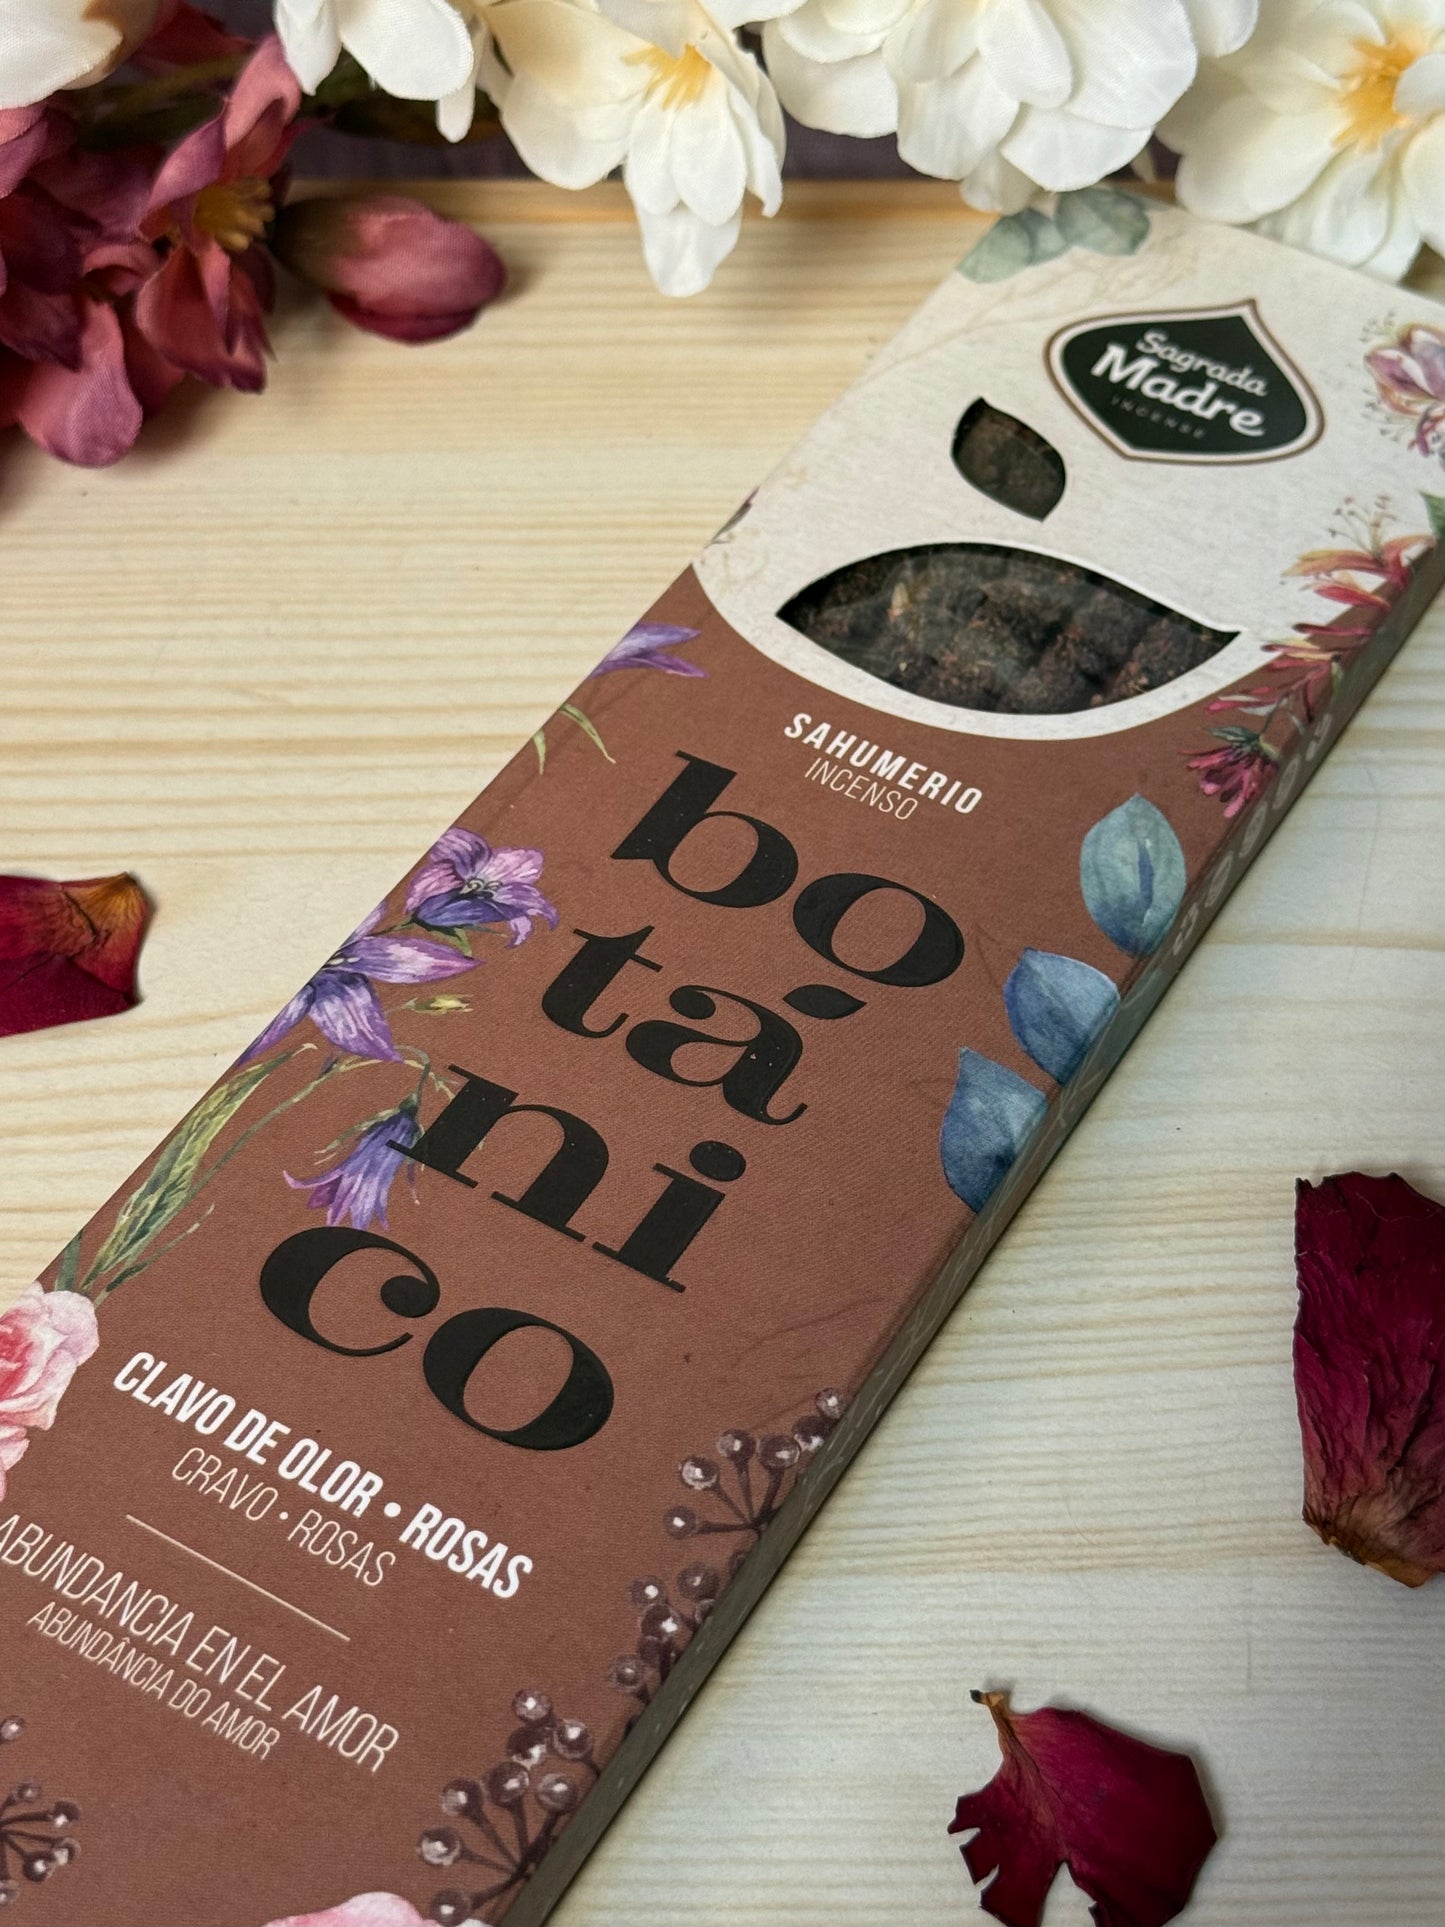 Sagrada
Madre
INCENSE
SAHUMERIO
INCENSO
bo
tá
ni
co
CLAVO DE OLOR • ROSAS
CRAVO • ROSAS
ABUNDANCIA EN EL AMOR
ABUNDÂNCIA DO AMOR